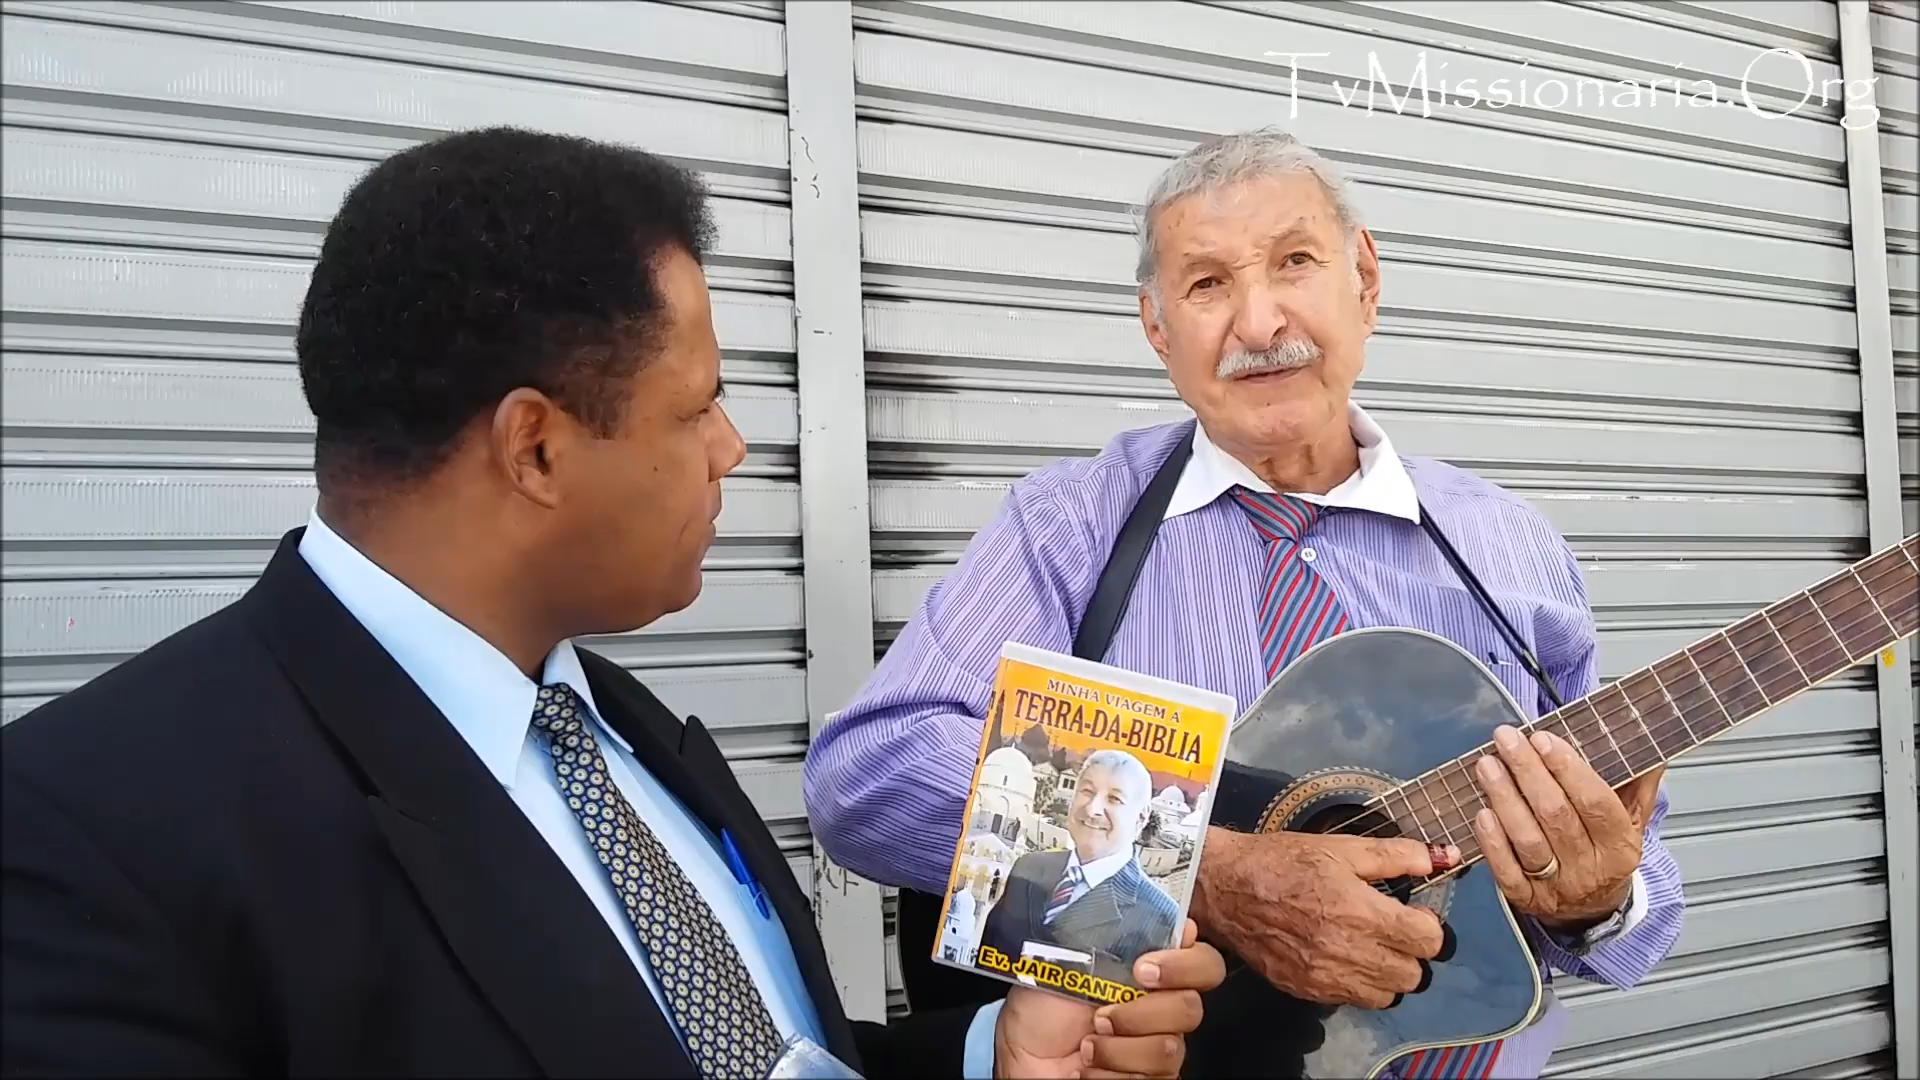 TvMissionaria.Org
MINHA VIAGEM A
TERRA-DA-BIBLIA
Ev. JAIR SANTOS